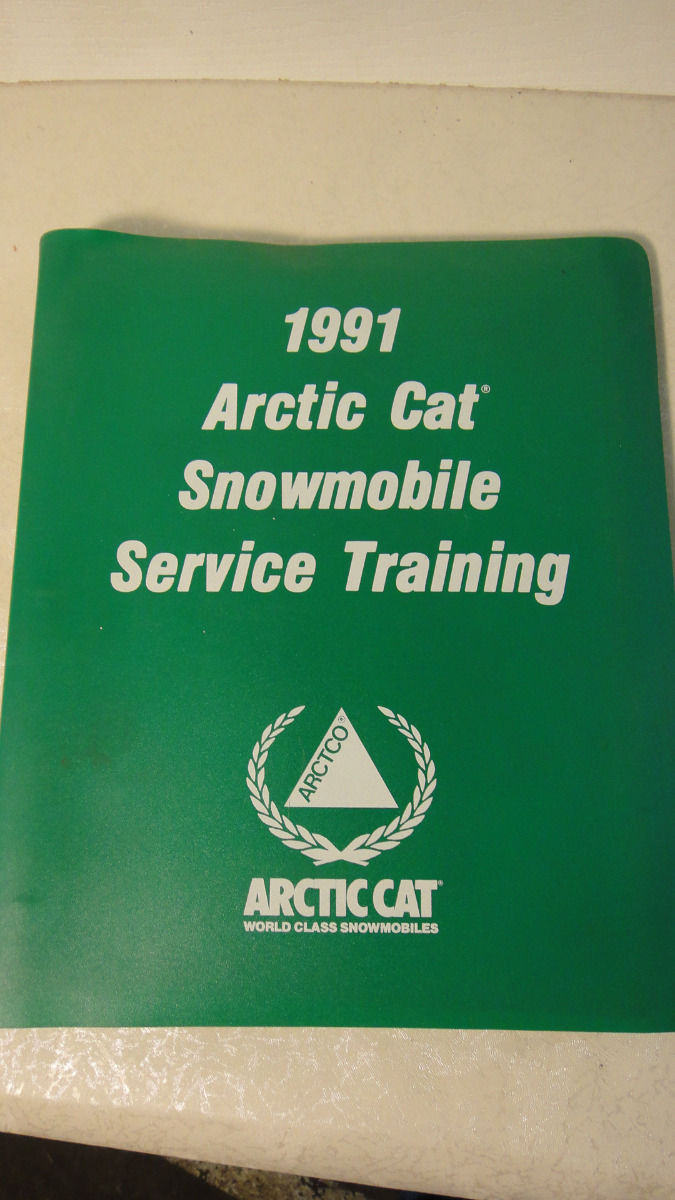 1991
Arctic Cat®
Snowmobile
Service Training
ARCTCO®
ARCTIC CAT®
WORLD CLASS SNOWMOBILES